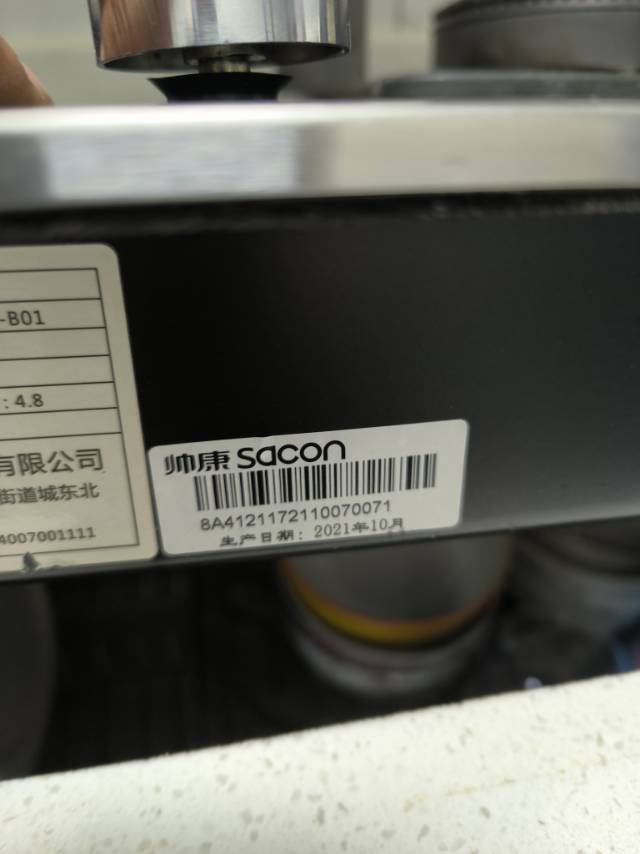 -B01
: 4.8
有限公司
街道城东北
4007001111
帅康 sacon
8A4121172110070071
生产日期: 2021年10月